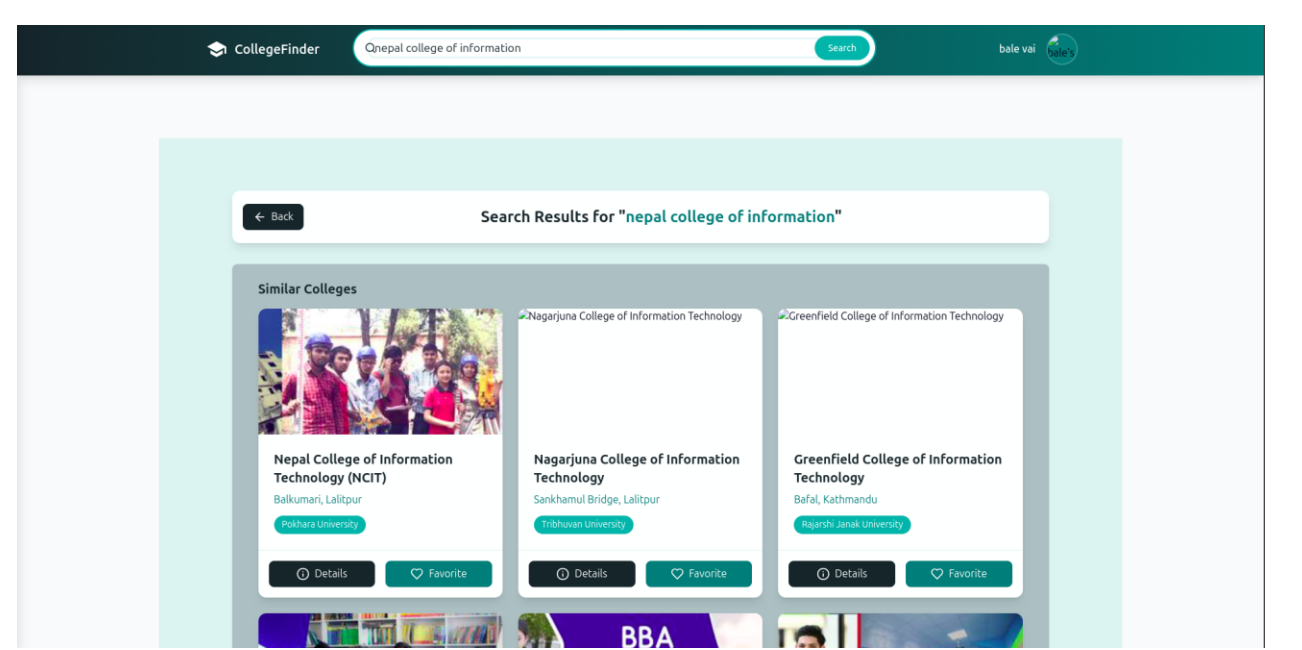 CollegeFinder
nepal college of information
Search
bale vai
bale's
Back
Search Results for "nepal college of information"
Similar Colleges
Nagarjuna College of Information Technology
Greenfield College of Information Technology
Nepal College of Information
Technology (NCIT)
Balkumari, Lalitpur
Pokhara University
Details
Favorite
Nagarjuna College of Information
Technology
Sankhamul Bridge, Lalitpur
Tribhuvan University
Details
Favorite
Greenfield College of Information
Technology
Bafal, Kathmandu
Rajarshi Janak University
Details
Favorite
BBA